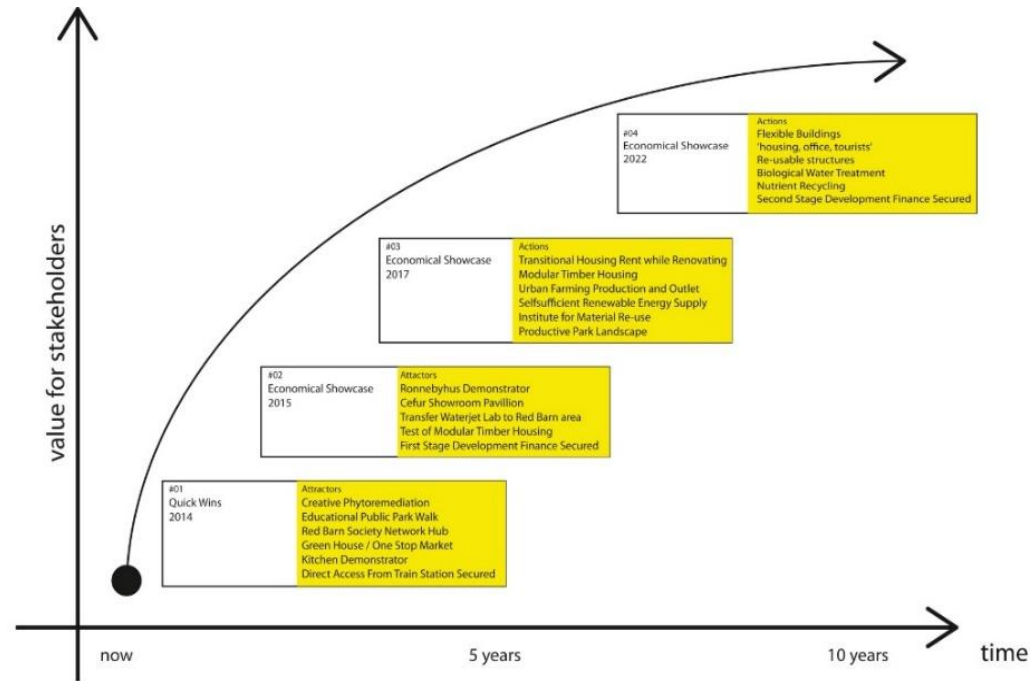 value for stakeholders
#04
Economical Showcase
2022
Actions
Flexible Buildings
'housing, office, tourists'
Re-usable structures
Biological Water Treatment
Nutrient Recycling
Second Stage Development Finance Secured
#03
Economical Showcase
2017
Actions
Transitional Housing Rent while Renovating
Modular Timber Housing
Urban Farming Production and Outlet
Selfsufficient Renewable Energy Supply
Institute for Material Re-use
Productive Park Landscape
#02
Economical Showcase
2015
Attactors
Ronnebyhus Demonstrator
Cefur Showroom Pavillion
Transfer Waterjet Lab to Red Barn area
Test of Modular Timber Housing
First Stage Development Finance Secured
#01
Quick Wins
2014
Attractors
Creative Phytoremediation
Educational Public Park Walk
Red Barn Society Network Hub
Green House / One Stop Market
Kitchen Demonstrator
Direct Access From Train Station Secured
now
5 years
10 years
time